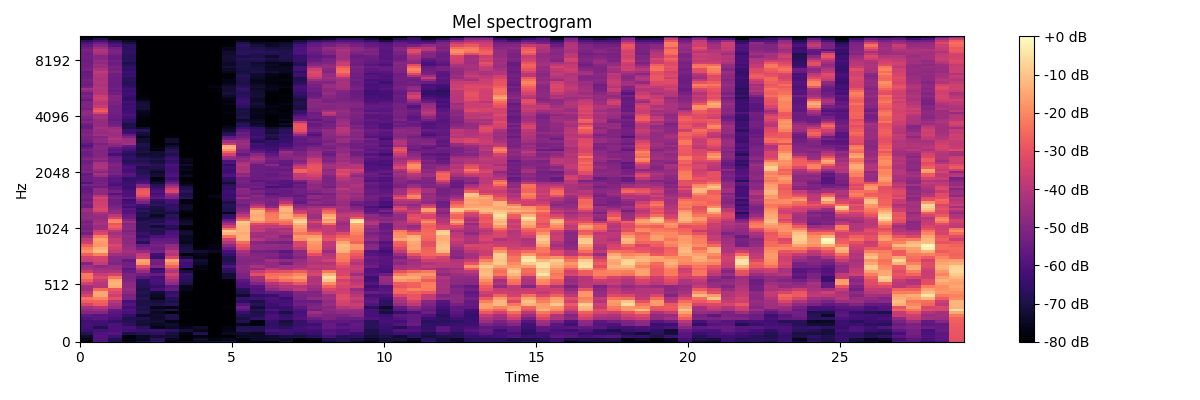 Mel spectrogram
Hz
8192
4096
2048
1024
512
0
0 5 10 15 20 25
Time
+0 dB
-10 dB
-20 dB
-30 dB
-40 dB
-50 dB
-60 dB
-70 dB
-80 dB